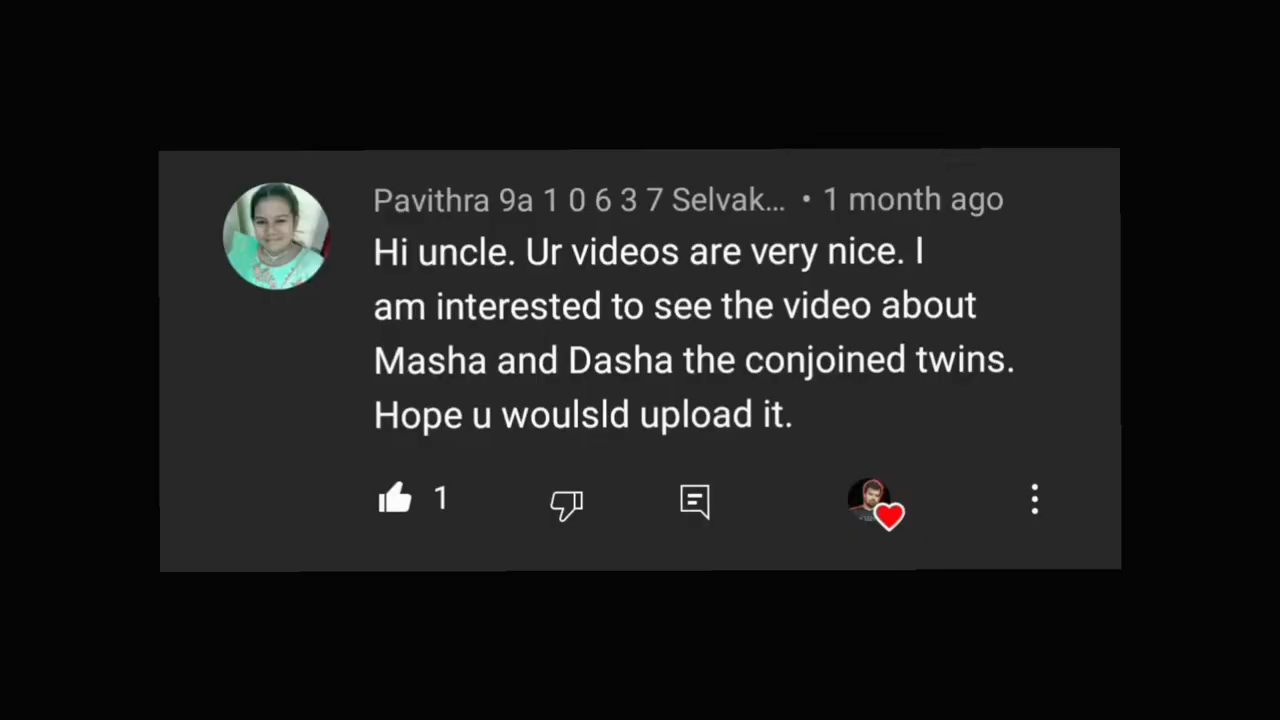 Pavithra 9a 1 0 6 3 7 Selvak... • 1 month ago
Hi uncle. Ur videos are very nice. I
am interested to see the video about
Masha and Dasha the conjoined twins.
Hope u woulsld upload it.
1